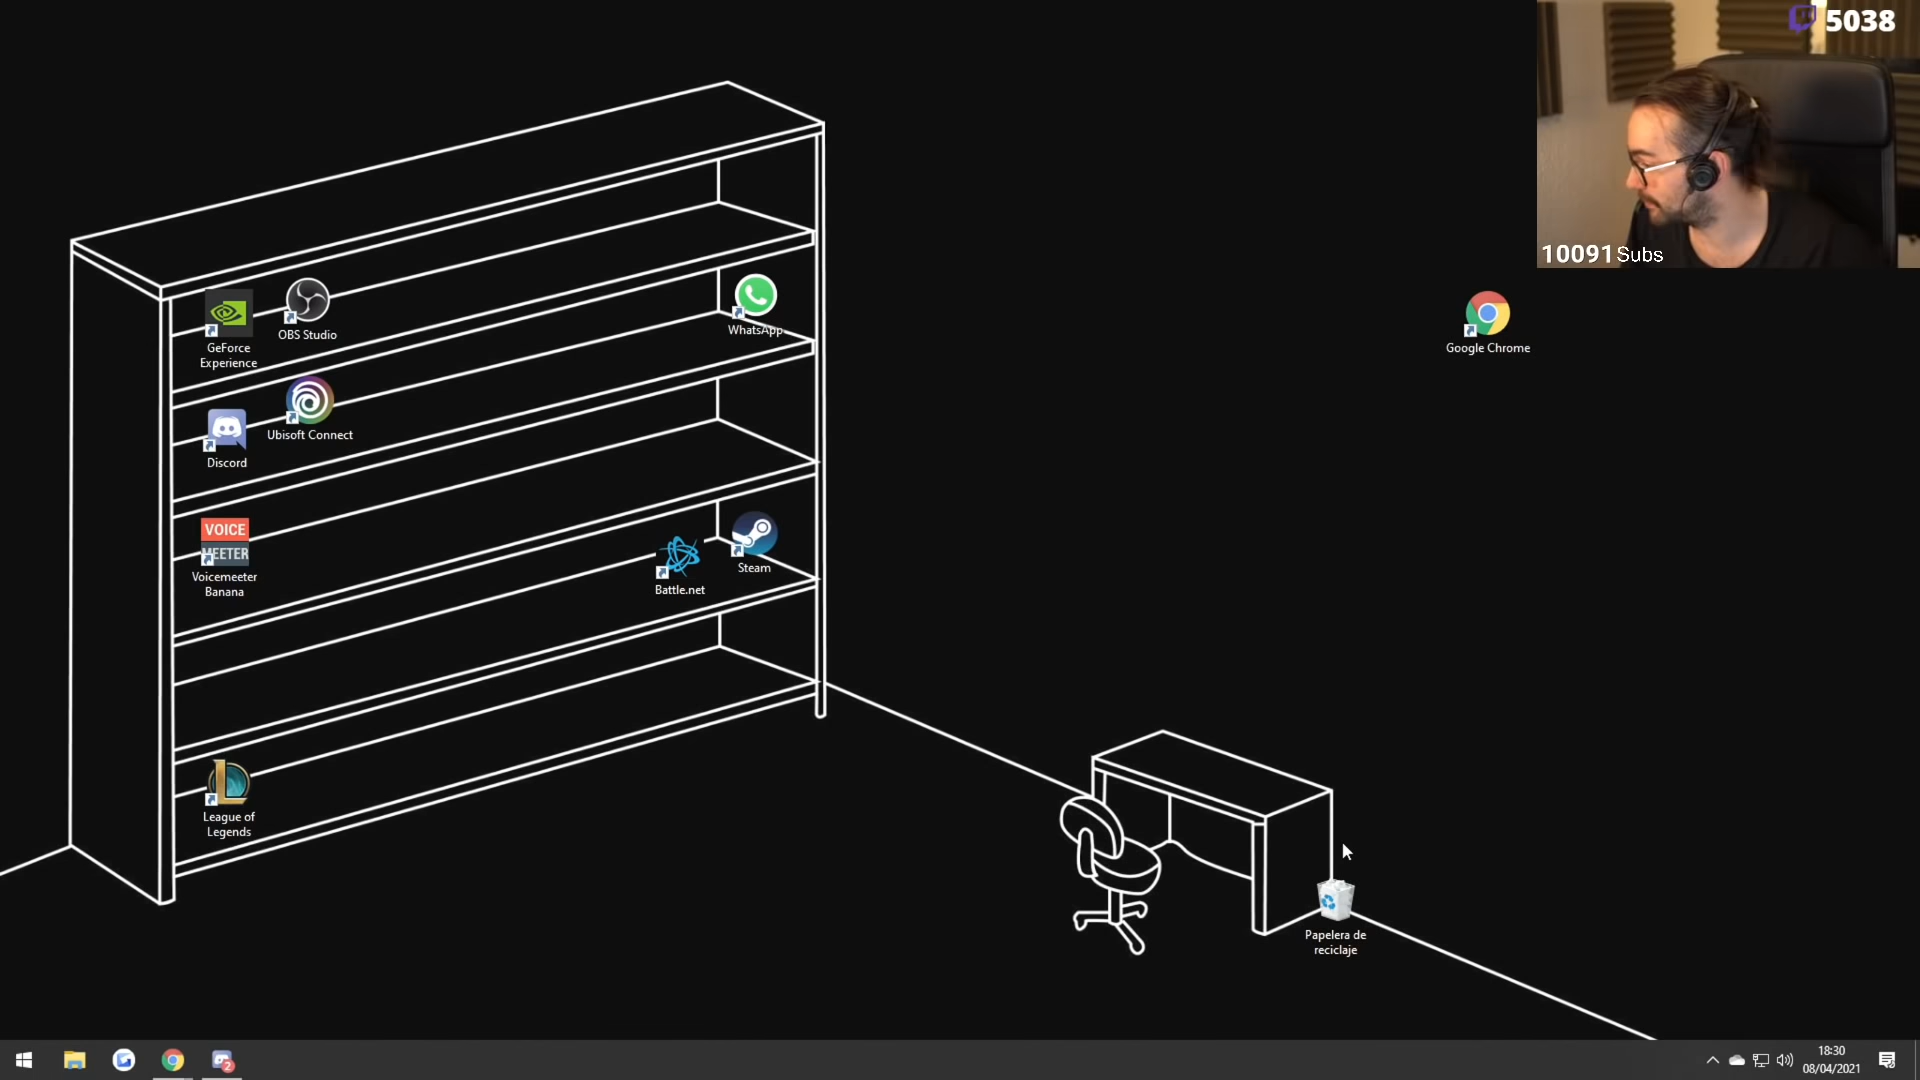 5038
10091 Subs
GeForce
Experience
OBS Studio
WhatsApp
Google Chrome
Discord
Ubisoft Connect
VOICE
MEETER
Voicemeeter
Banana
Battle.net
Steam
League of
Legends
Papelera de
reciclaje
2
18:30
08/04/2021